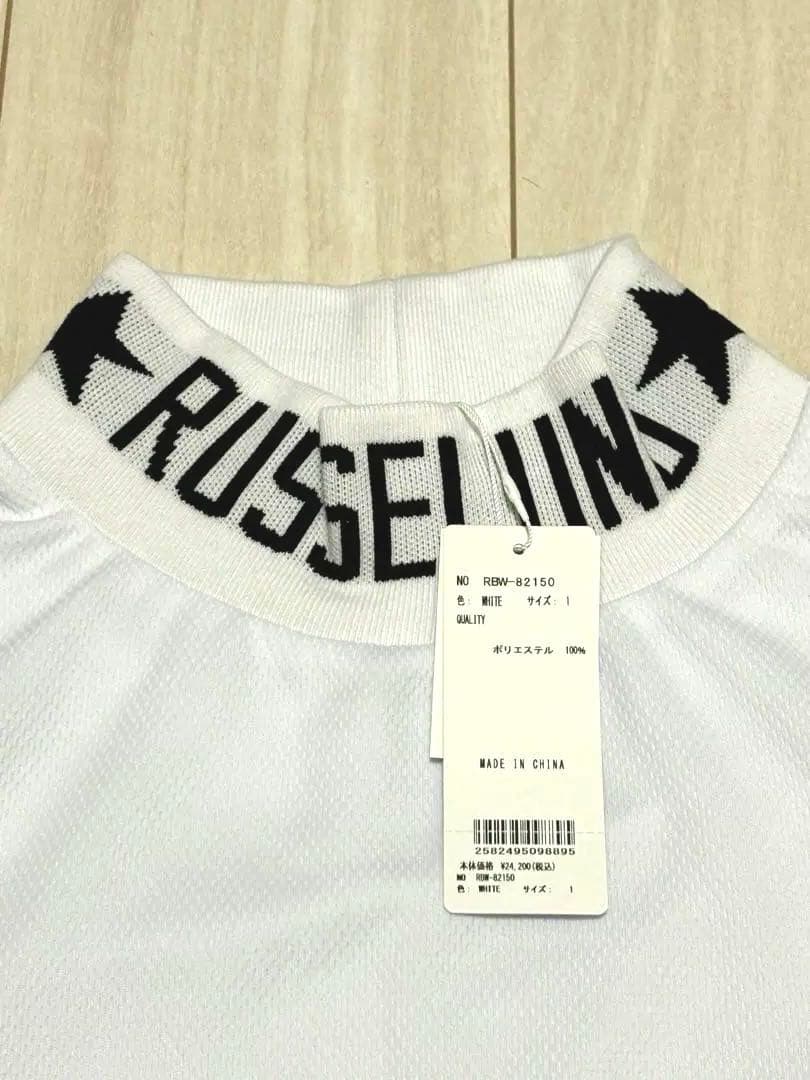 RUSSELUNO
NO RBW-82150
色: WHITE サイズ: 1
QUALITY
ポリエステル 100%
MADE IN CHINA
2582495098895
本体価格 ¥24,200(税込)
NO RBW-82150
色: WHITE サイズ: 1